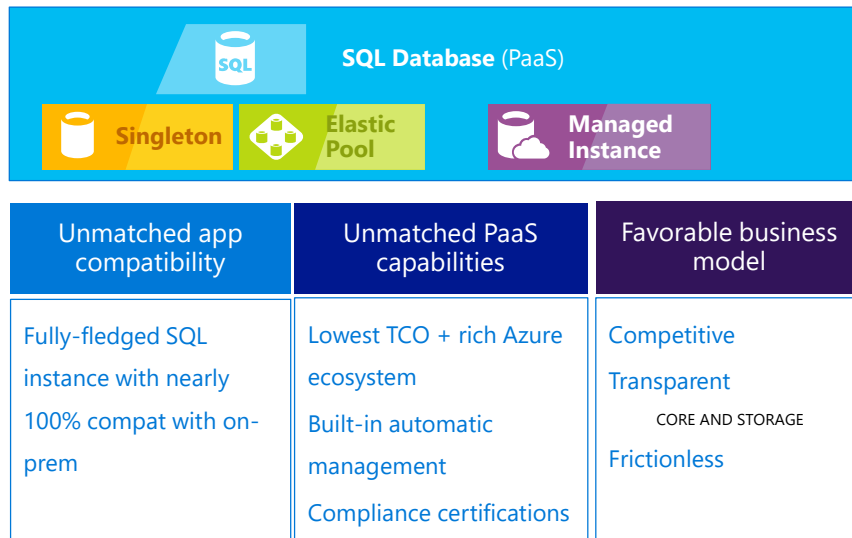 SQL
SQL Database (PaaS)
Singleton
Elastic
Pool
Managed
Instance
Unmatched app
compatibility
Fully-fledged SQL
instance with nearly
100% compat with on-
prem
Unmatched PaaS
capabilities
Lowest TCO + rich Azure
ecosystem
Built-in automatic
management
Compliance certifications
Favorable business
model
Competitive
Transparent
CORE AND STORAGE
Frictionless